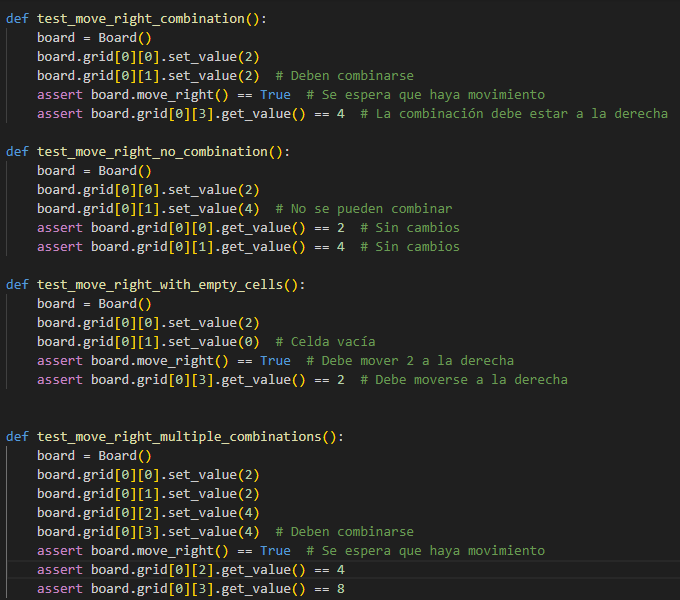 def test_move_right_combination():
    board = Board()
    board.grid[0][0].set_value(2)
    board.grid[0][1].set_value(2)  # Deben combinarse
    assert board.move_right() == True  # Se espera que haya movimiento
    assert board.grid[0][3].get_value() == 4  # La combinación debe estar a la derecha

def test_move_right_no_combination():
    board = Board()
    board.grid[0][0].set_value(2)
    board.grid[0][1].set_value(4)  # No se pueden combinar
    assert board.grid[0][0].get_value() == 2  # Sin cambios
    assert board.grid[0][1].get_value() == 4  # Sin cambios

def test_move_right_with_empty_cells():
    board = Board()
    board.grid[0][0].set_value(2)
    board.grid[0][1].set_value(0)  # Celda vacía
    assert board.move_right() == True  # Debe mover 2 a la derecha
    assert board.grid[0][3].get_value() == 2  # Debe moverse a la derecha


def test_move_right_multiple_combinations():
    board = Board()
    board.grid[0][0].set_value(2)
    board.grid[0][1].set_value(2)
    board.grid[0][2].set_value(4)
    board.grid[0][3].set_value(4)  # Deben combinarse
    assert board.move_right() == True  # Se espera que haya movimiento
    assert board.grid[0][2].get_value() == 4
    assert board.grid[0][3].get_value() == 8